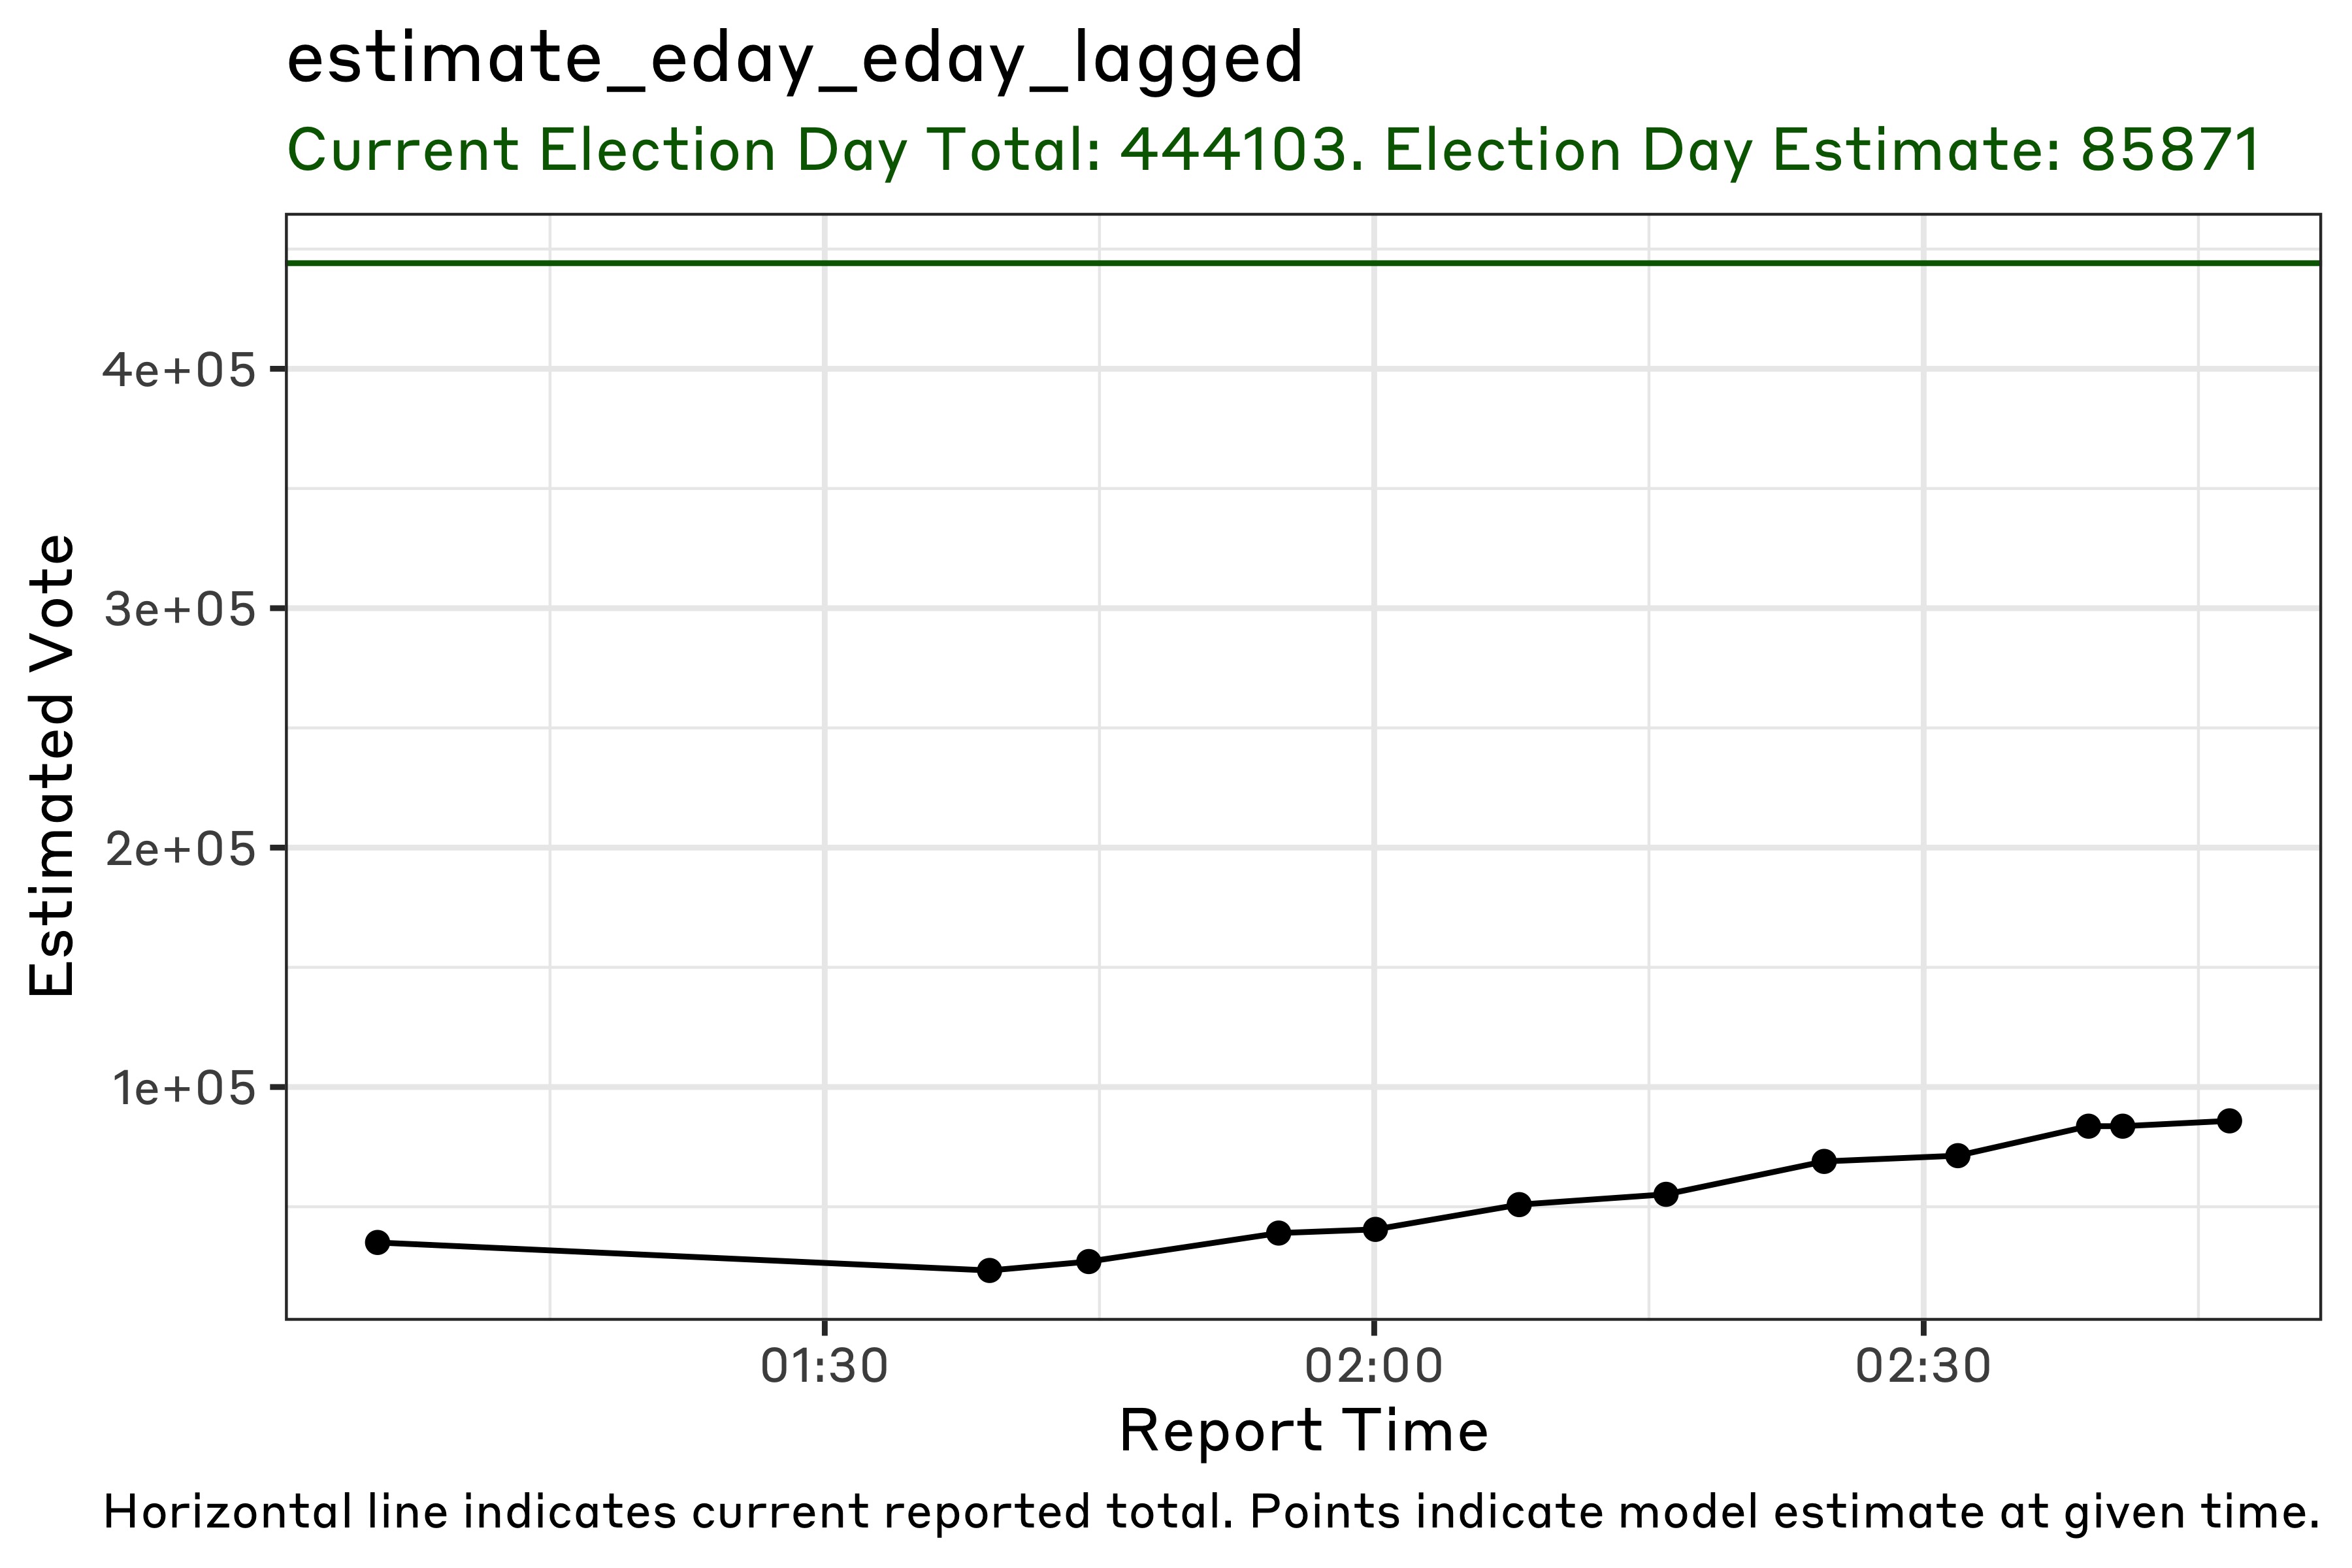 estimate_eday_eday_lagged
Current Election Day Total: 444103. Election Day Estimate: 85871
Estimated Vote
4e+05
3e+05
2e+05
1e+05
01:30
02:00
02:30
Report Time
Horizontal line indicates current reported total. Points indicate model estimate at given time.